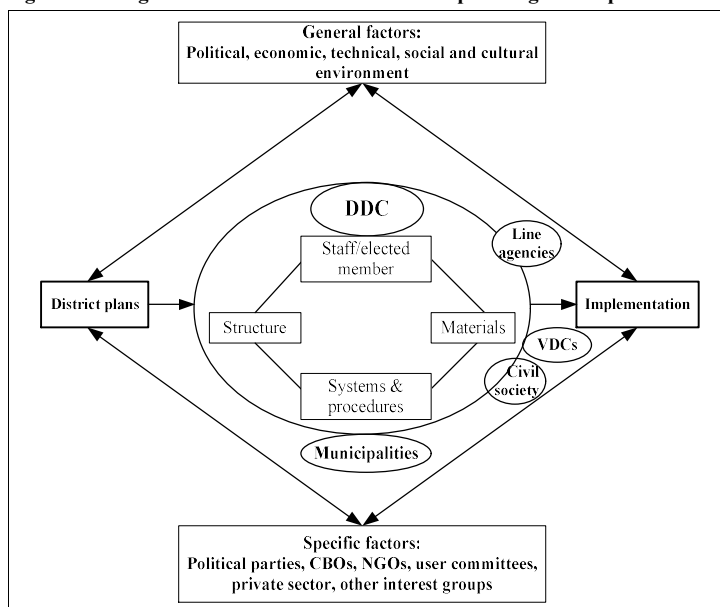 General factors:
Political, economic, technical, social and cultural
environment
DDC
Line
agencies
Staff/elected
member
District plans
Structure
Materials
Implementation
VDCs
Civil
society
Systems &
procedures
Municipalities
Specific factors:
Political parties, CBOs, NGOs, user committees,
private sector, other interest groups